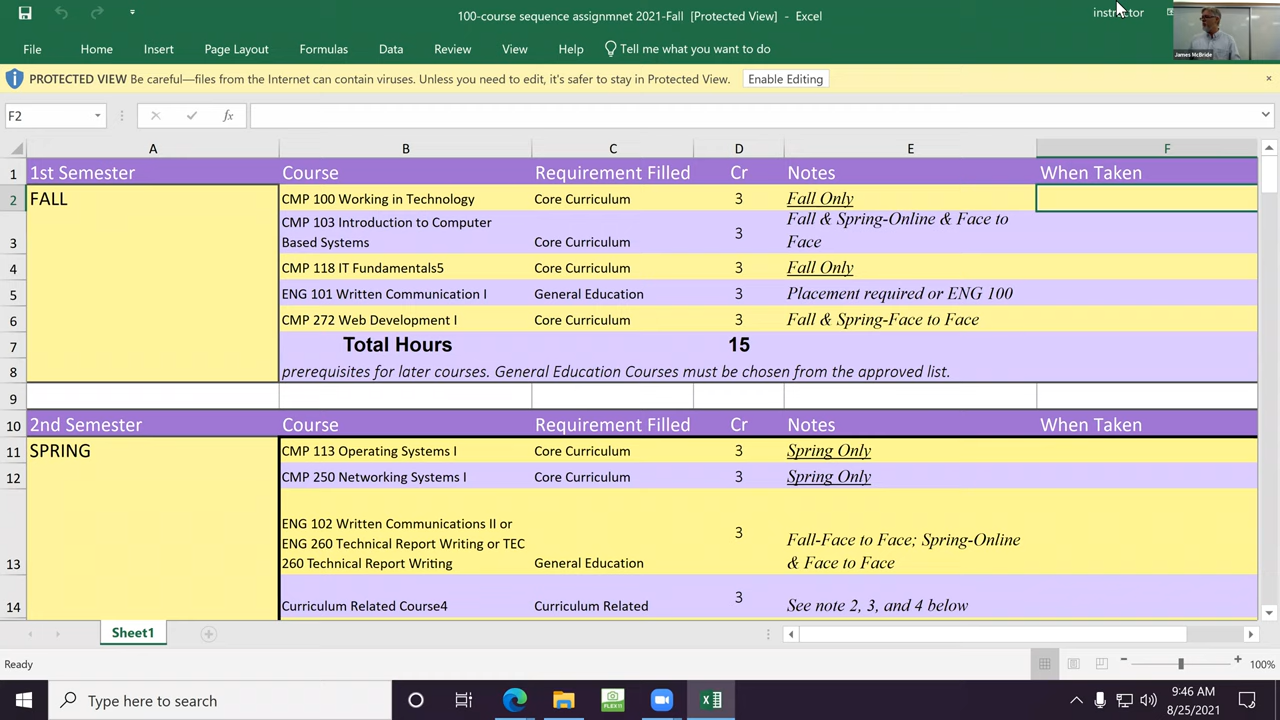 100-course sequence assignmnet 2021-Fall [Protected View] - Excel
instructor
James McBride
File Home Insert Page Layout Formulas Data Review View Help Tell me what you want to do
PROTECTED VIEW Be careful—files from the Internet can contain viruses. Unless you need to edit, it's safer to stay in Protected View. Enable Editing
F2 fx
A B C D E F
1 1st Semester Course Requirement Filled Cr Notes When Taken
2 FALL CMP 100 Working in Technology Core Curriculum 3 Fall Only
CMP 103 Introduction to Computer Fall & Spring-Online & Face to
3 Based Systems Core Curriculum 3 Face
4 CMP 118 IT Fundamentals5 Core Curriculum 3 Fall Only
5 ENG 101 Written Communication I General Education 3 Placement required or ENG 100
6 CMP 272 Web Development I Core Curriculum 3 Fall & Spring-Face to Face
7 Total Hours 15
8 prerequisites for later courses. General Education Courses must be chosen from the approved list.
9
10 2nd Semester Course Requirement Filled Cr Notes When Taken
11 SPRING CMP 113 Operating Systems I Core Curriculum 3 Spring Only
12 CMP 250 Networking Systems I Core Curriculum 3 Spring Only
ENG 102 Written Communications II or
ENG 260 Technical Report Writing or TEC 3 Fall-Face to Face; Spring-Online
13 260 Technical Report Writing General Education & Face to Face
14 Curriculum Related Course4 Curriculum Related 3 See note 2, 3, and 4 below
Sheet1
Ready 100%
Type here to search
FLEX11
9:46 AM
8/25/2021